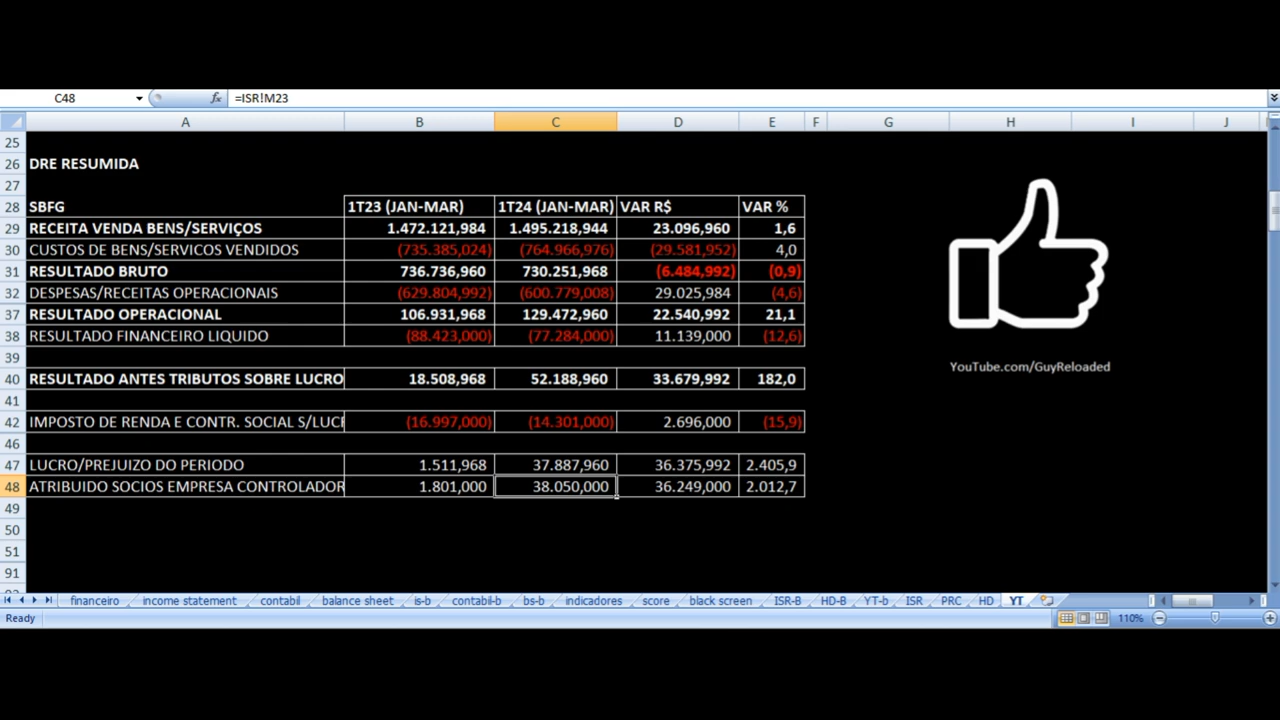 C48 fx =ISR!M23
A B C D E F G H I J
25
26 DRE RESUMIDA
27
28 SBFG 1T23 (JAN-MAR) 1T24 (JAN-MAR) VAR R$ VAR %
29 RECEITA VENDA BENS/SERVIÇOS 1.472.121,984 1.495.218,944 23.096,960 1,6
30 CUSTOS DE BENS/SERVICOS VENDIDOS (735.385,024) (764.966,976) (29.581,952) 4,0
31 RESULTADO BRUTO 736.736,960 730.251,968 (6.484,992) (0,9)
32 DESPESAS/RECEITAS OPERACIONAIS (629.804,992) (600.779,008) 29.025,984 (4,6)
37 RESULTADO OPERACIONAL 106.931,968 129.472,960 22.540,992 21,1
38 RESULTADO FINANCEIRO LIQUIDO (88.423,000) (77.284,000) 11.139,000 (12,6)
39
40 RESULTADO ANTES TRIBUTOS SOBRE LUCRO 18.508,968 52.188,960 33.679,992 182,0
41
42 IMPOSTO DE RENDA E CONTR. SOCIAL S/LUCR (16.997,000) (14.301,000) 2.696,000 (15,9)
46
47 LUCRO/PREJUIZO DO PERIODO 1.511,968 37.887,960 36.375,992 2.405,9
48 ATRIBUIDO SOCIOS EMPRESA CONTROLADOR 1.801,000 38.050,000 36.249,000 2.012,7
49
50
51
91
YouTube.com/GuyReloaded
financeiro income statement contabil balance sheet is-b contabil-b bs-b indicadores score black screen ISR-B HD-B YT-b ISR PRC HD YT
Ready 110%